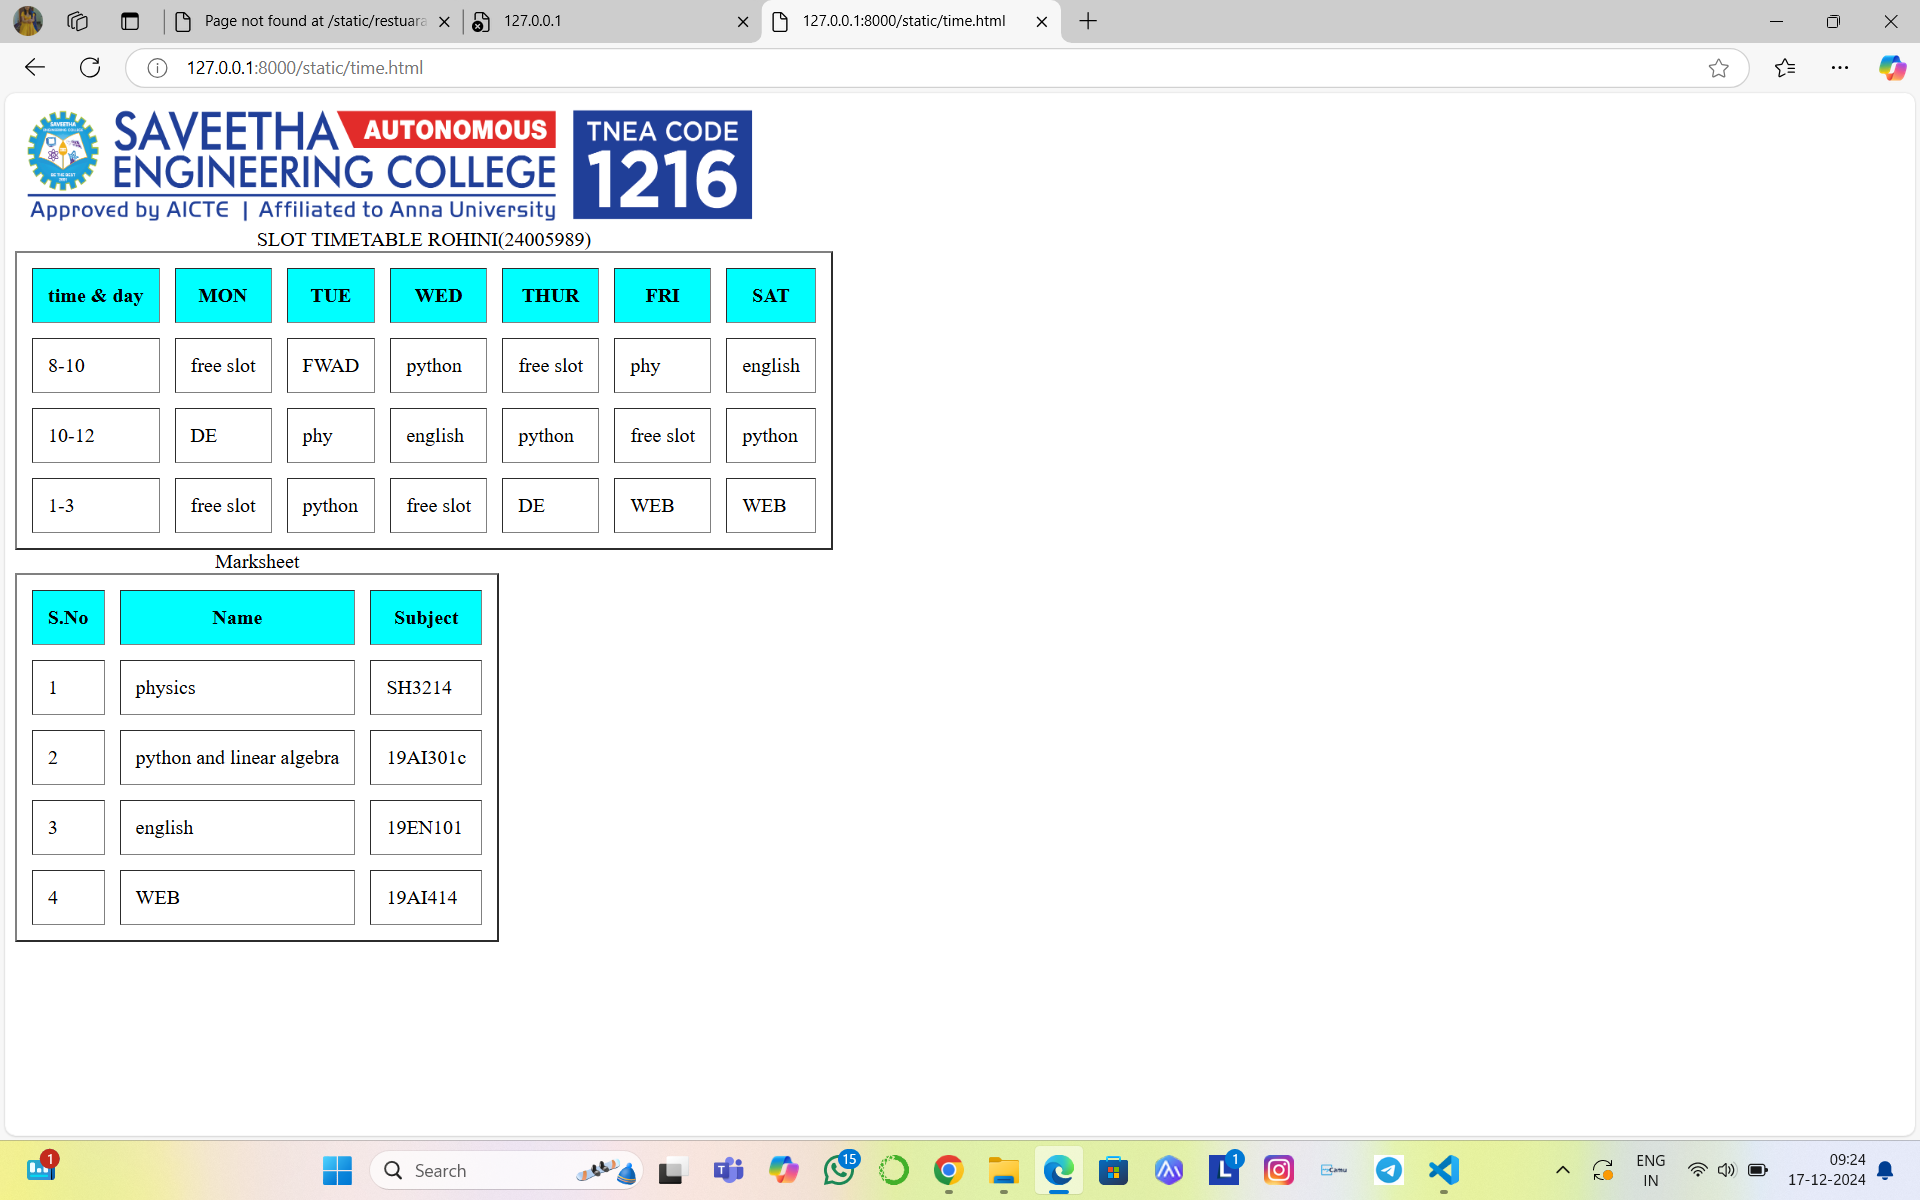 Page not found at /static/restuara
127.0.0.1
127.0.0.1:8000/static/time.html
127.0.0.1:8000/static/time.html
SAVEETHA AUTONOMOUS
ENGINEERING COLLEGE
Approved by AICTE | Affiliated to Anna University
TNEA CODE
1216
SLOT TIMETABLE ROHINI(24005989)
time & day MON TUE WED THUR FRI SAT
8-10 free slot FWAD python free slot phy english
10-12 DE phy english python free slot python
1-3 free slot python free slot DE WEB WEB
Marksheet
S.No Name Subject
1 physics SH3214
2 python and linear algebra 19AI301c
3 english 19EN101
4 WEB 19AI414
1
Search
15
1
ENG
IN
09:24
17-12-2024